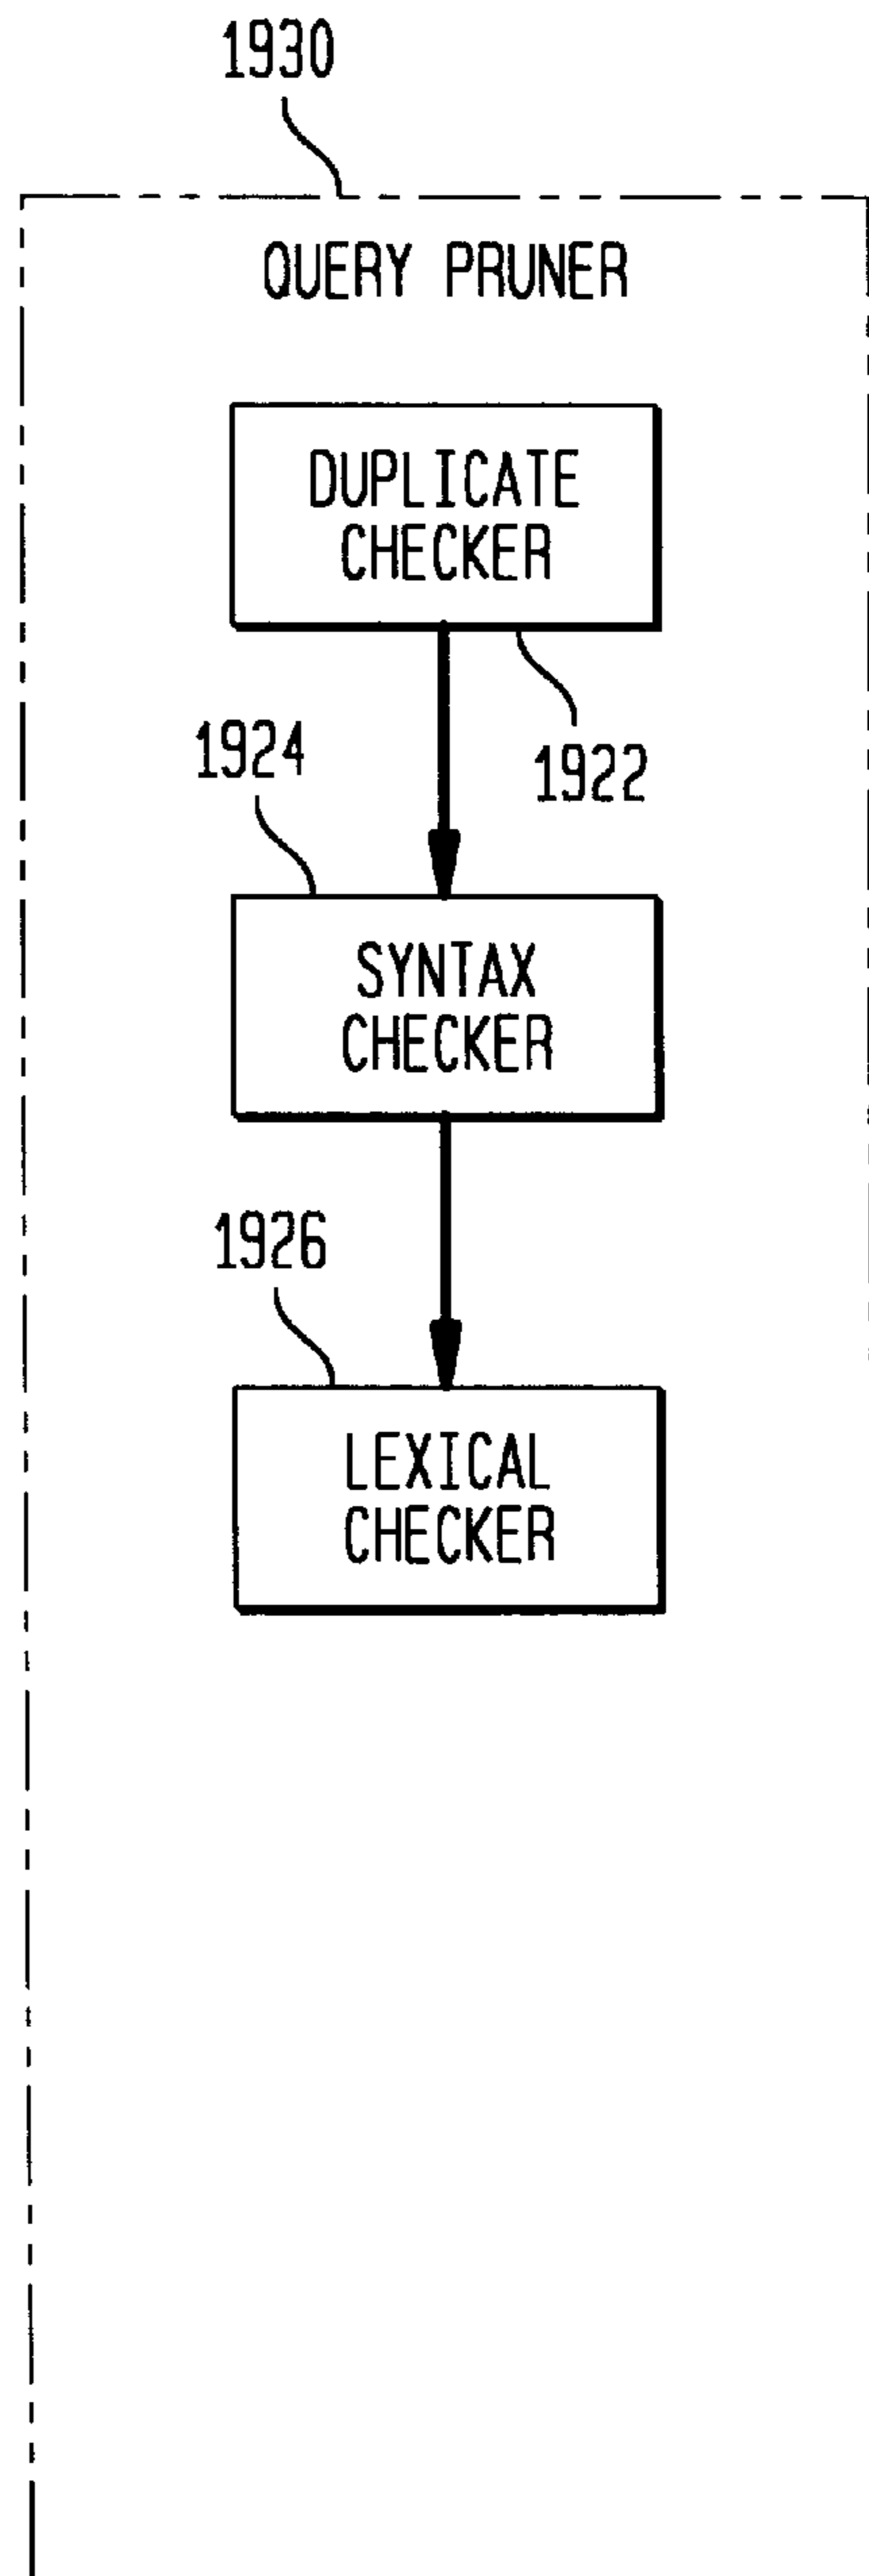 1930
QUERY PRUNER
DUPLICATE
CHECKER
1924
1922
SYNTAX
CHECKER
1926
LEXICAL
CHECKER